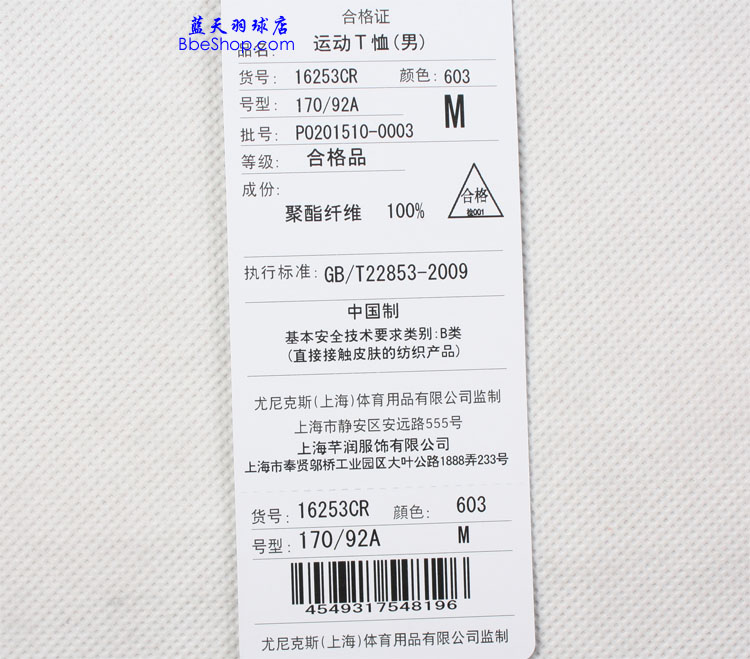 蓝天羽球店
BbeShop.com
合格证
品名: 运动T恤(男)
货号: 16253CR 颜色: 603
号型: 170/92A M
批号: P0201510-0003
等级: 合格品
成份:
聚酯纤维 100%
合格
检001
执行标准: GB/T22853-2009
中国制
基本安全技术要求类别:B类
(直接接触皮肤的纺织产品)
尤尼克斯(上海)体育用品有限公司监制
上海市静安区安远路555号
上海芊润服饰有限公司
上海市奉贤邬桥工业园区大叶公路1888弄233号
货号: 16253CR 颜色: 603
号型: 170/92A M
4549317548196
尤尼克斯(上海)体育用品有限公司监制